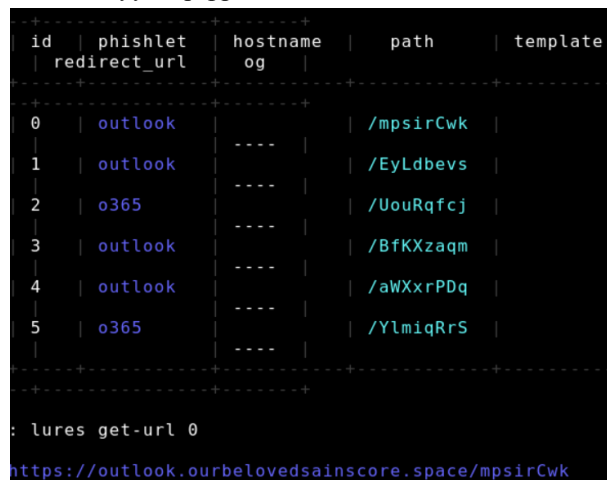 id phishlet hostname path template
redirect_url og
0 outlook /mpsirCwk
----
1 outlook /EyLdbevs
----
2 o365 /UouRqfcj
----
3 outlook /BfKXzaqm
----
4 outlook /aWXxrPDq
----
5 o365 /YlmiqRrS
----
: lures get-url 0
https://outlook.ourbelovedsainscore.space/mpsirCwk